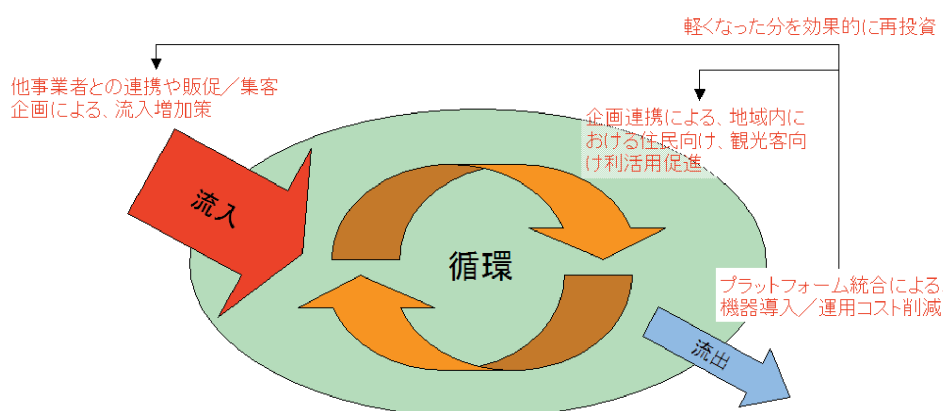 軽くなった分を効果的に再投資
他事業者との連携や販促／集客
企画による、流入増加策
企画連携による、地域内に
おける住民向け、観光客向
け利活用促進
流入
循環
プラットフォーム統合による
機器導入／運用コスト削減
流出